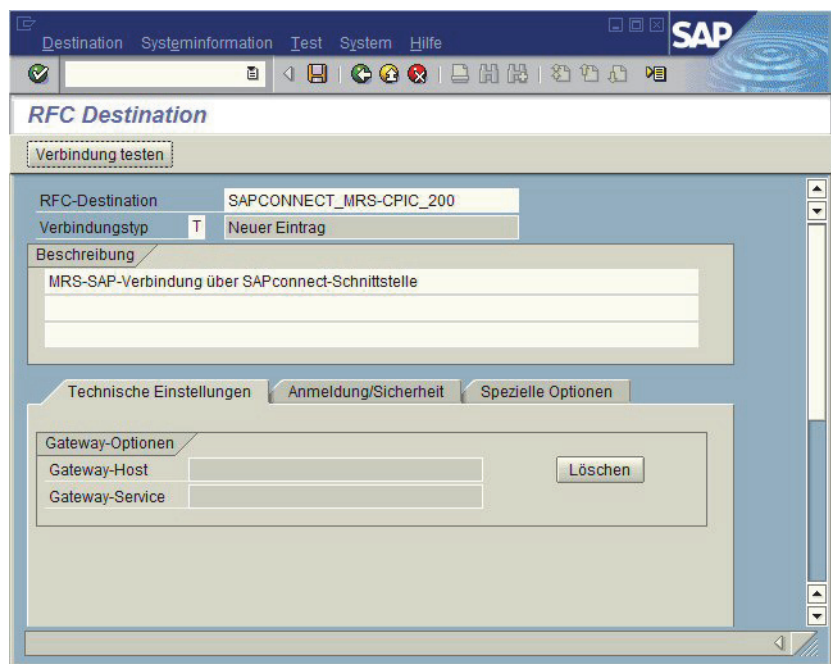 Destination Systeminformation Test System Hilfe
SAP
RFC Destination
Verbindung testen
RFC-Destination SAPCONNECT_MRS-CPIC_200
Verbindungstyp T Neuer Eintrag
Beschreibung
MRS-SAP-Verbindung über SAPconnect-Schnittstelle
Technische Einstellungen Anmeldung/Sicherheit Spezielle Optionen
Gateway-Optionen
Gateway-Host Löschen
Gateway-Service